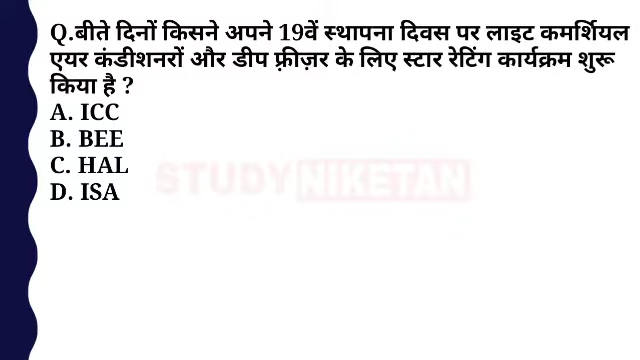 Q.बीते दिनों किसने अपने 19वें स्थापना दिवस पर लाइट कमर्शियल
एयर कंडीशनरों और डीप फ़्रीज़र के लिए स्टार रेटिंग कार्यक्रम शुरू
किया है ?
A. ICC
B. BEE
C. HAL
D. ISA
STUDY NIKETAN